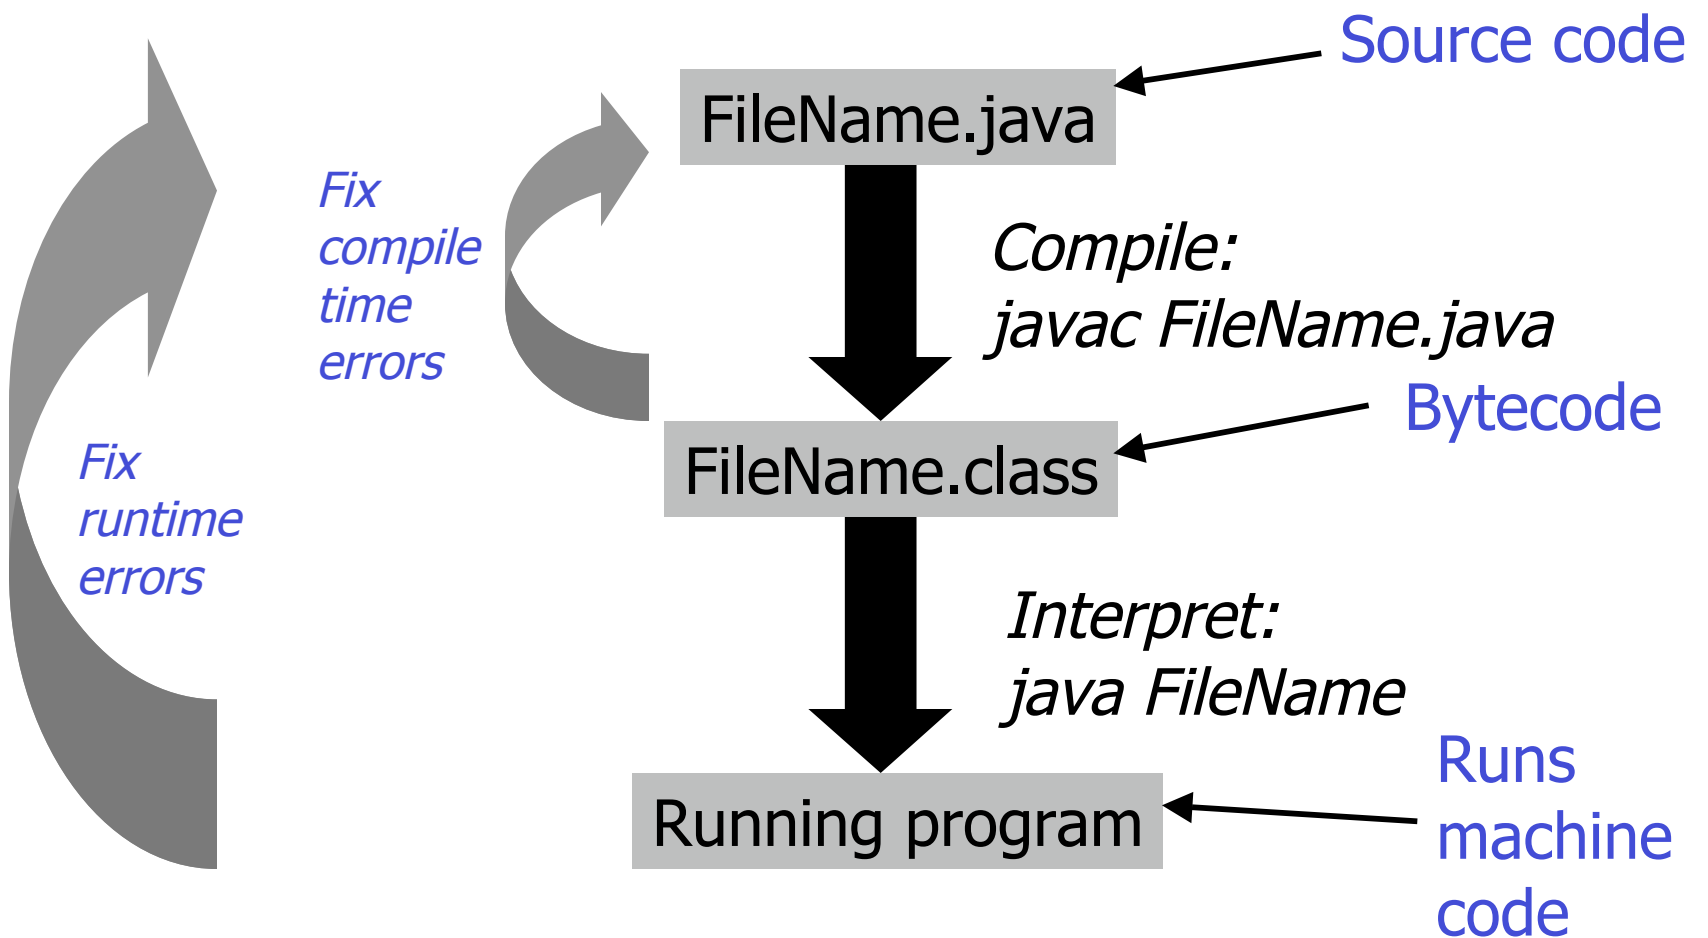 Source code
FileName.java
Fix
compile
time
errors
Compile:
javac FileName.java
Bytecode
FileName.class
Fix
runtime
errors
Interpret:
java FileName
Runs
machine
code
Running program